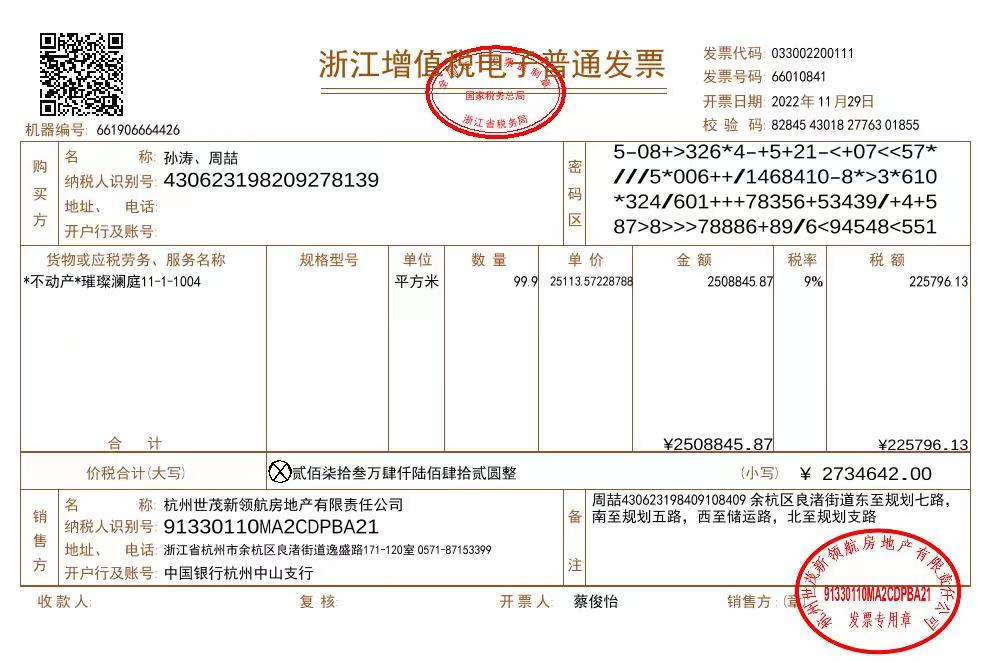 浙江增值税电子普通发票
发票代码: 033002200111
发票号码: 66010841
开票日期: 2022年11月29日
校 验 码: 82845 43018 27763 01855
机器编号: 661906664426
国家税务总局
浙江省税务局
购买方
名 称: 孙涛、周喆
纳税人识别号: 430623198209278139
地址、 电话:
开户行及账号:
密码区
5-08+>326*4-+5+21-<+07<<57*
///5*006++/1468410-8*>3*610
*324/601+++78356+53439/+4+5
87>8>>>78886+89/6<94548<551
货物或应税劳务、服务名称 规格型号 单位 数 量 单 价 金 额 税率 税 额
*不动产*璀璨澜庭11-1-1004 平方米 99.9 25113.57228788 2508845.87 9% 225796.13
合 计 ¥2508845.87 ¥225796.13
价税合计(大写) ⊗贰佰柒拾叁万肆仟陆佰肆拾贰圆整 (小写) ¥ 2734642.00
销售方
名 称: 杭州世茂新领航房地产有限责任公司
纳税人识别号: 91330110MA2CDPBA21
地址、 电话: 浙江省杭州市余杭区良渚街道逸盛路171-120室 0571-87153399
开户行及账号: 中国银行杭州中山支行
备注
周喆430623198409108409 余杭区良渚街道东至规划七路,
南至规划五路, 西至储运路, 北至规划支路
收 款 人: 复 核: 开 票 人: 蔡俊怡 销售方: (章
杭州世茂新领航房地产有限责任公司
91330110MA2CDPBA21
发票专用章